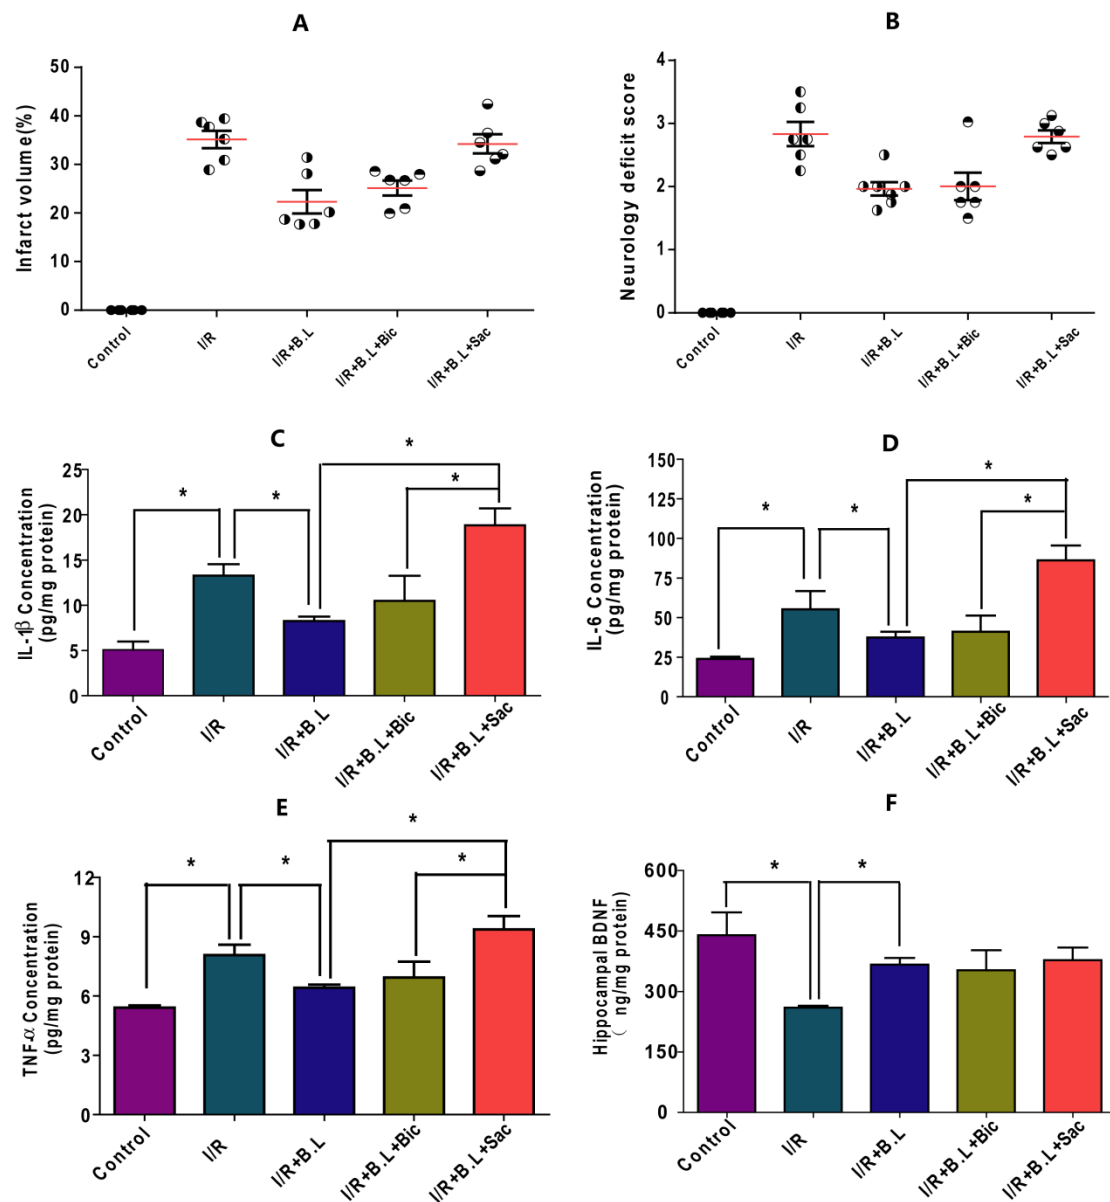 A
Infarct volume(%)
50
40
30
20
10
0
Control
I/R
I/R+B.L
I/R+B.L+Bic
I/R+B.L+Sac
B
Neurology deficit score
4
3
2
1
0
Control
I/R
I/R+B.L
I/R+B.L+Bic
I/R+B.L+Sac
C
IL-1β Concentration
(pg/mg protein)
25
20
15
10
5
0
*
*
*
*
Control
I/R
I/R+B.L
I/R+B.L+Bic
I/R+B.L+Sac
D
IL-6 Concentration
(pg/mg protein)
150
125
100
75
50
25
0
*
*
*
*
Control
I/R
I/R+B.L
I/R+B.L+Bic
I/R+B.L+Sac
E
TNF-α Concentration
(pg/mg protein)
12
9
6
3
0
*
*
*
*
Control
I/R
I/R+B.L
I/R+B.L+Bic
I/R+B.L+Sac
F
Hippocampal BDNF
( ng/mg protein)
600
450
300
150
0
*
*
Control
I/R
I/R+B.L
I/R+B.L+Bic
I/R+B.L+Sac